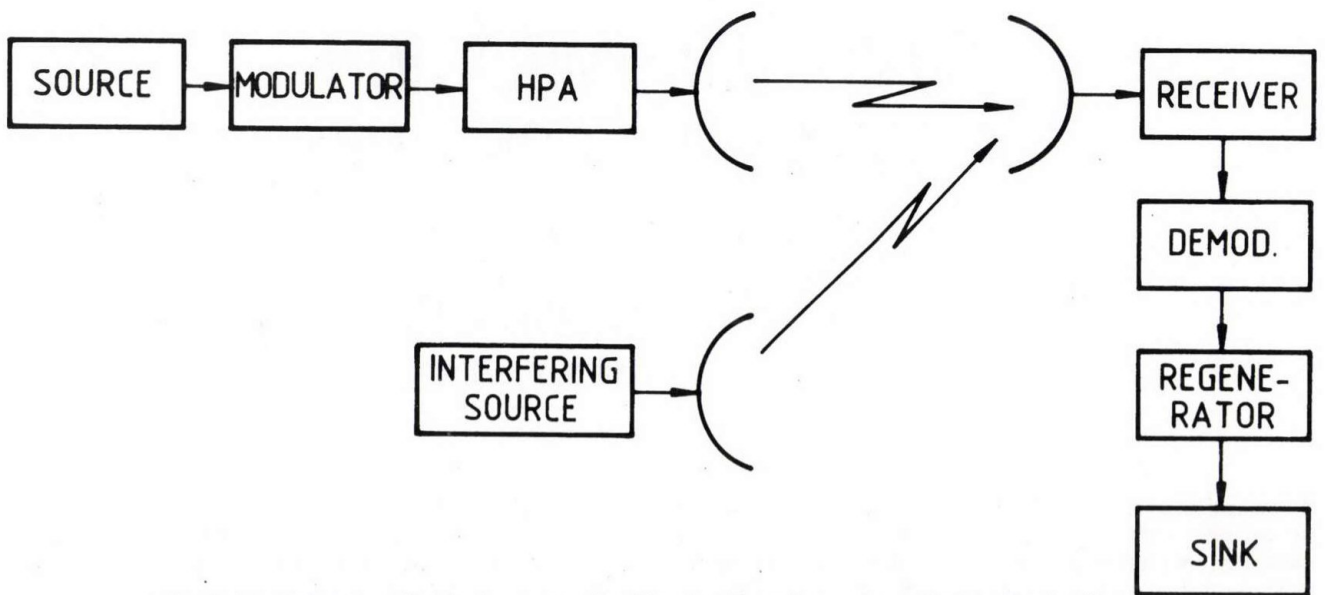 SOURCE
MODULATOR
HPA
RECEIVER
DEMOD.
INTERFERING
SOURCE
REGENE-
RATOR
SINK